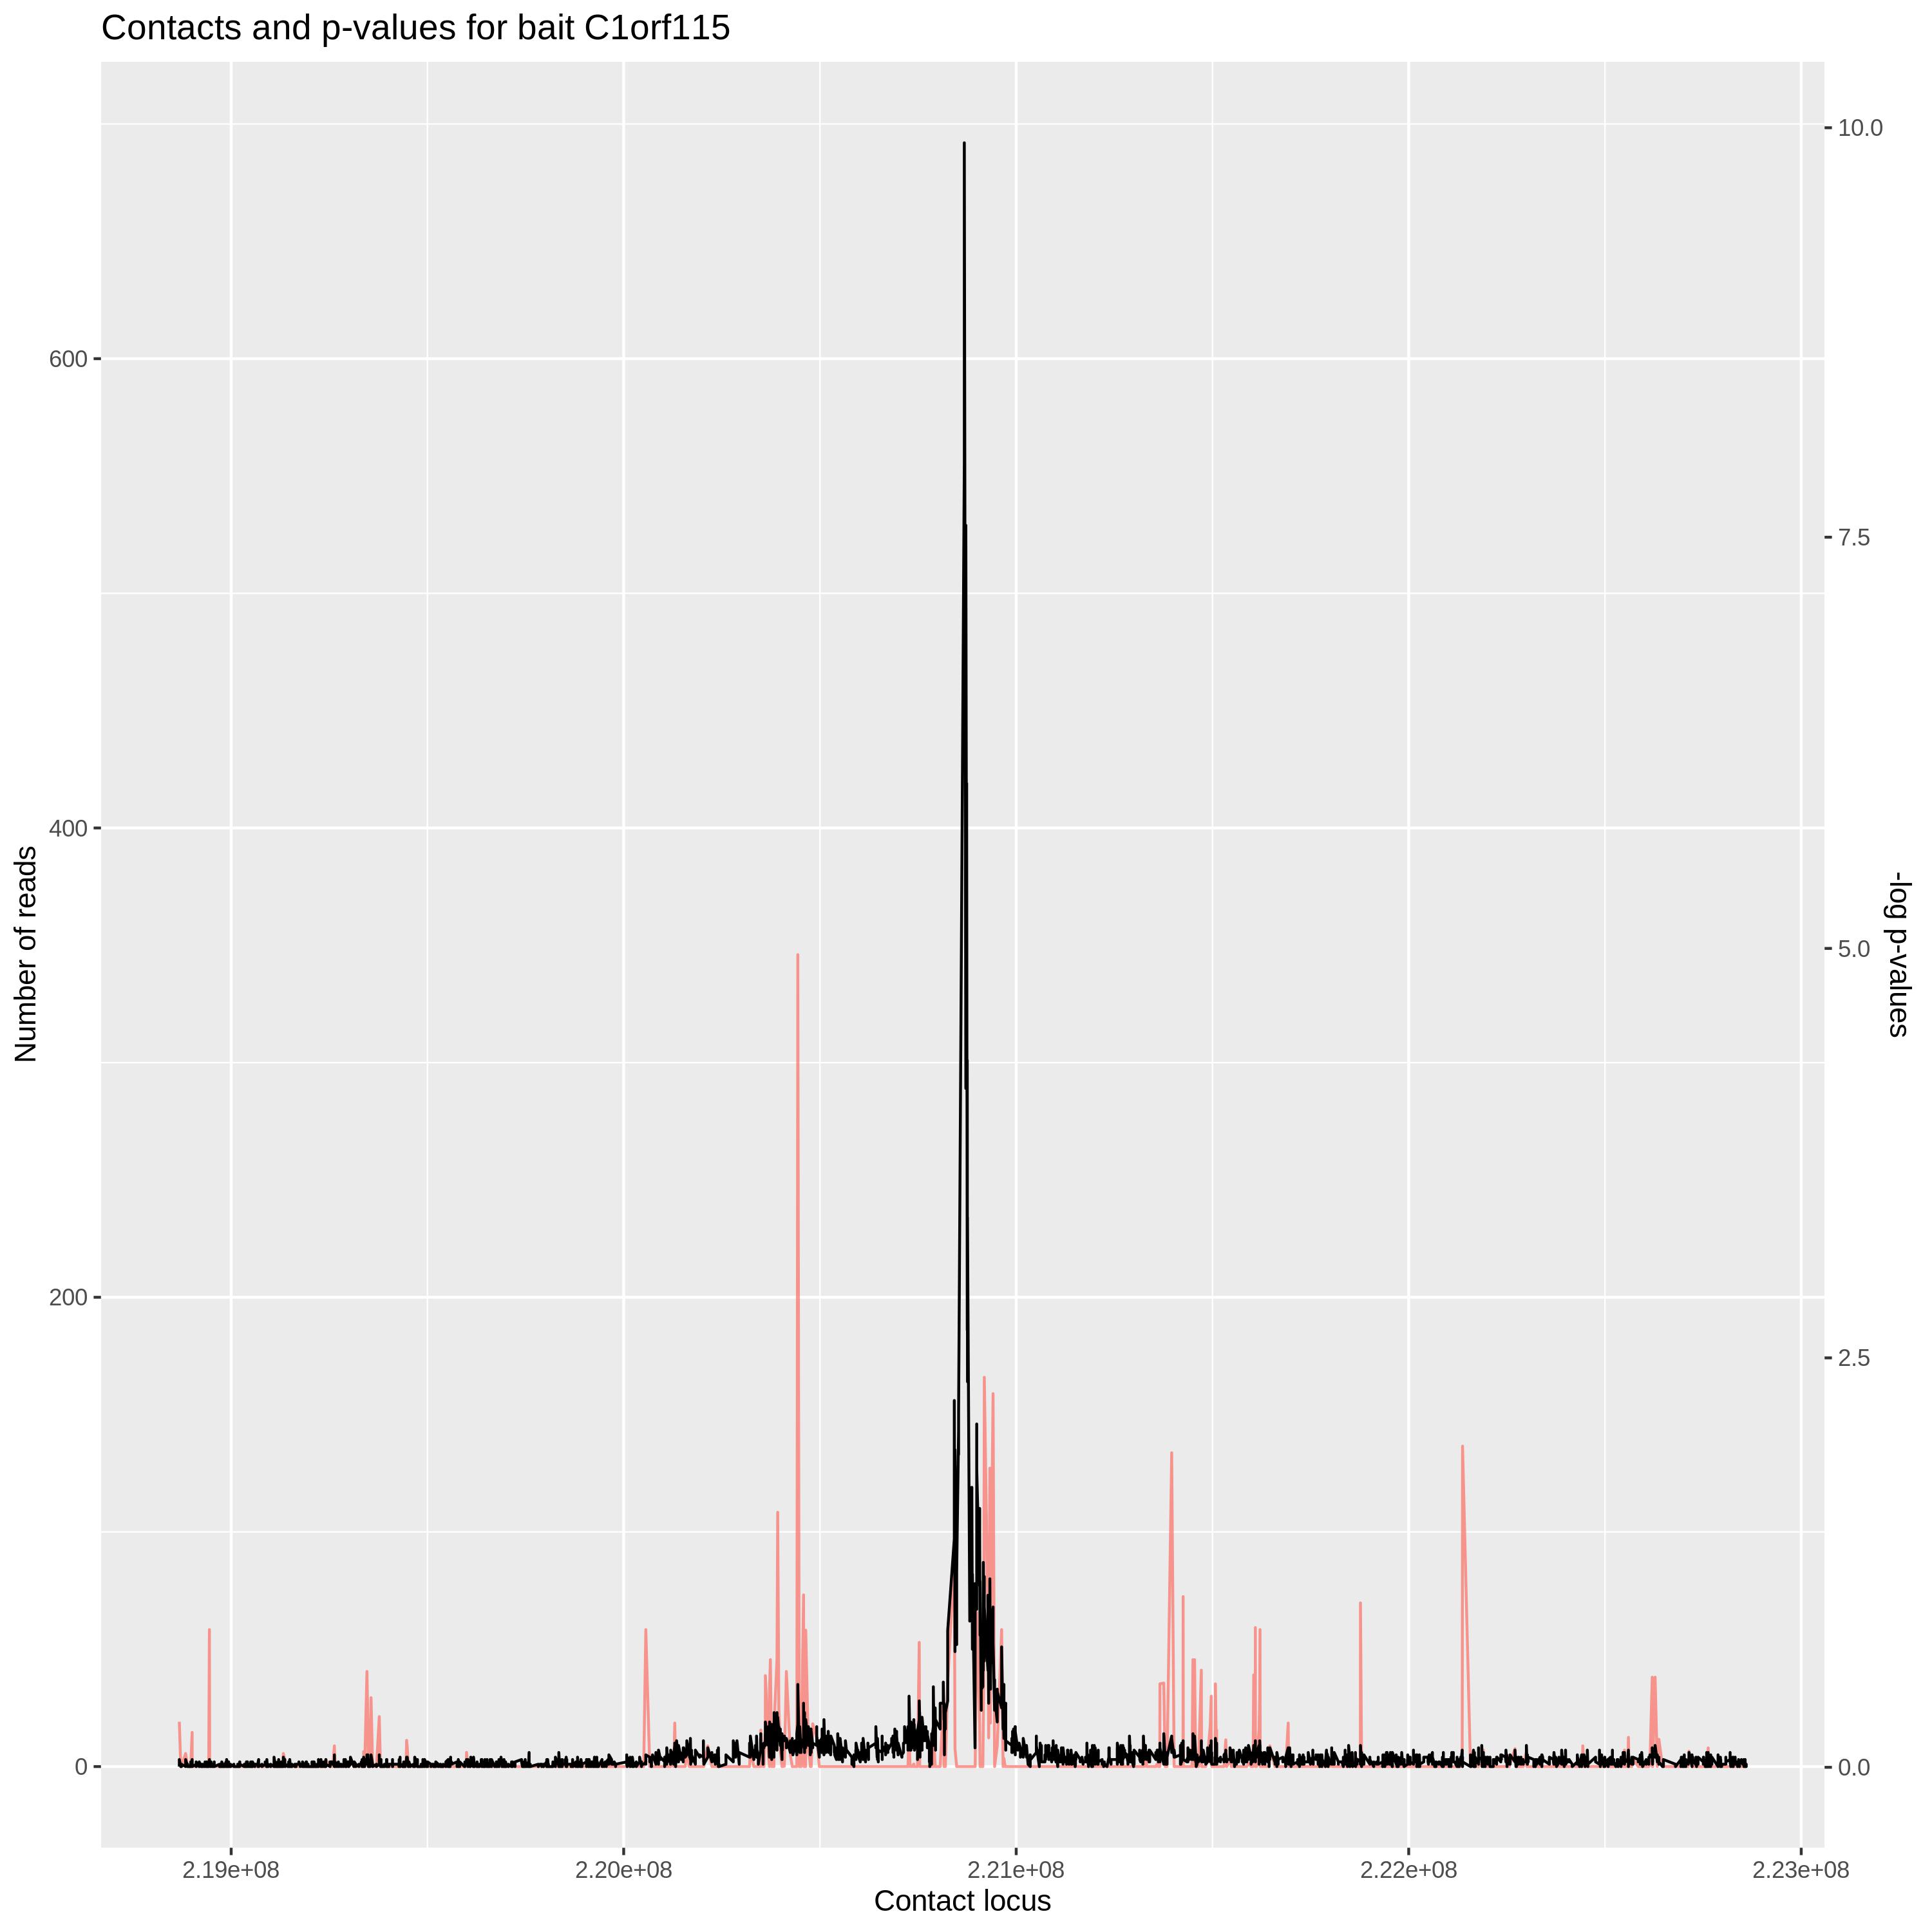 Contacts and p-values for bait C1orf115
600
400
200
0
Number of reads
10.0
7.5
5.0
2.5
0.0
-log p-values
2.19e+08
2.20e+08
2.21e+08
2.22e+08
2.23e+08
Contact locus